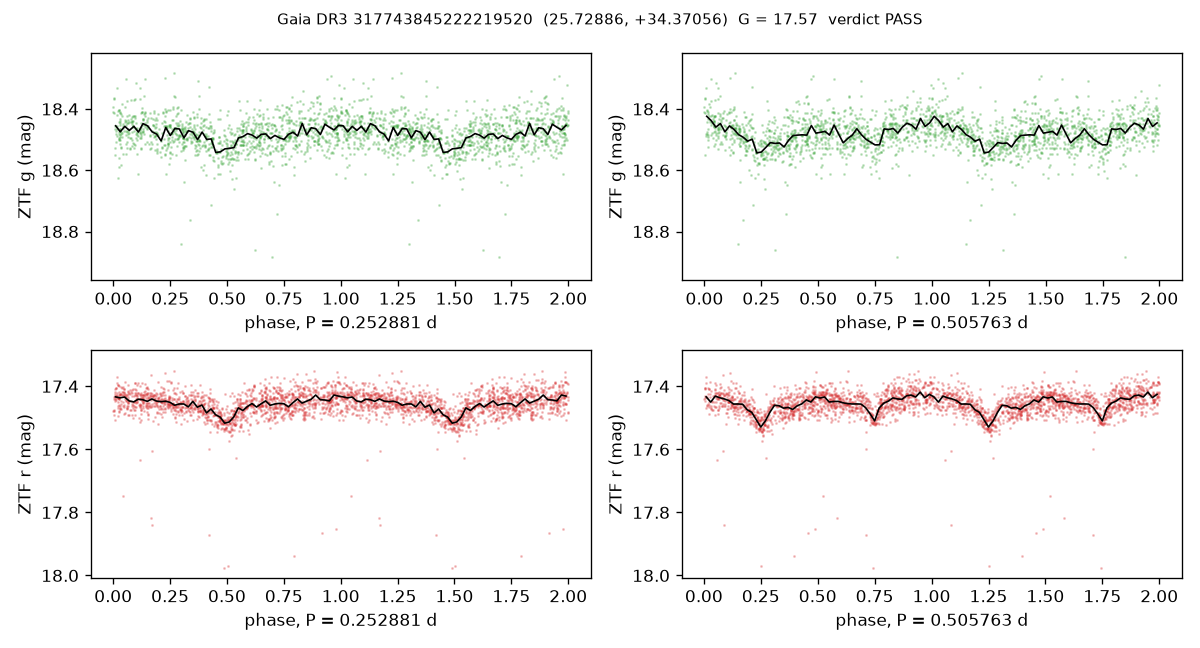 Gaia DR3 317743845222219520  (25.72886, +34.37056)  G = 17.57  verdict PASS
ZTF g (mag)
18.4
18.6
18.8
0.00 0.25 0.50 0.75 1.00 1.25 1.50 1.75 2.00
phase, P = 0.252881 d
ZTF g (mag)
18.4
18.6
18.8
0.00 0.25 0.50 0.75 1.00 1.25 1.50 1.75 2.00
phase, P = 0.505763 d
ZTF r (mag)
17.4
17.6
17.8
18.0
0.00 0.25 0.50 0.75 1.00 1.25 1.50 1.75 2.00
phase, P = 0.252881 d
ZTF r (mag)
17.4
17.6
17.8
18.0
0.00 0.25 0.50 0.75 1.00 1.25 1.50 1.75 2.00
phase, P = 0.505763 d